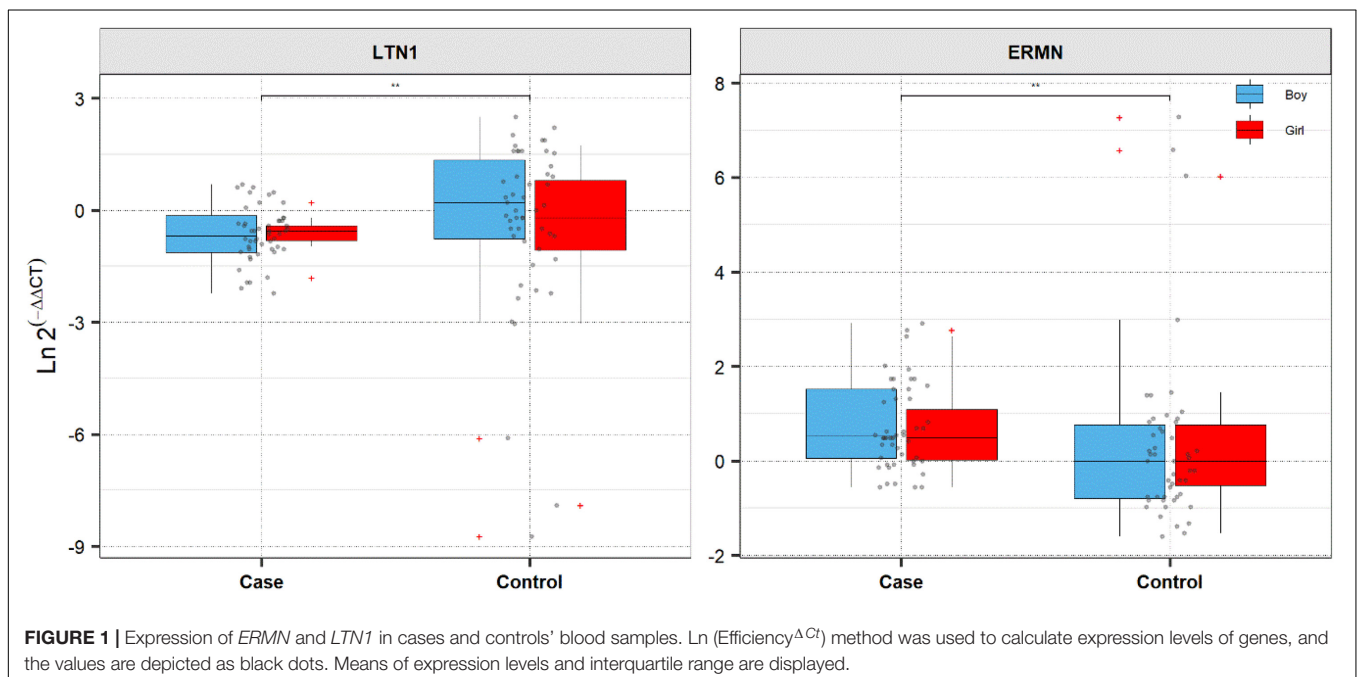 LTN1
ERMN
Ln 2(-ΔΔCT)
3
0
-3
-6
-9
**
Case
Control
8
6
4
2
0
-2
**
Boy
Girl
Case
Control
FIGURE 1 | Expression of ERMN and LTN1 in cases and controls' blood samples. Ln (EfficiencyΔCt) method was used to calculate expression levels of genes, and
the values are depicted as black dots. Means of expression levels and interquartile range are displayed.